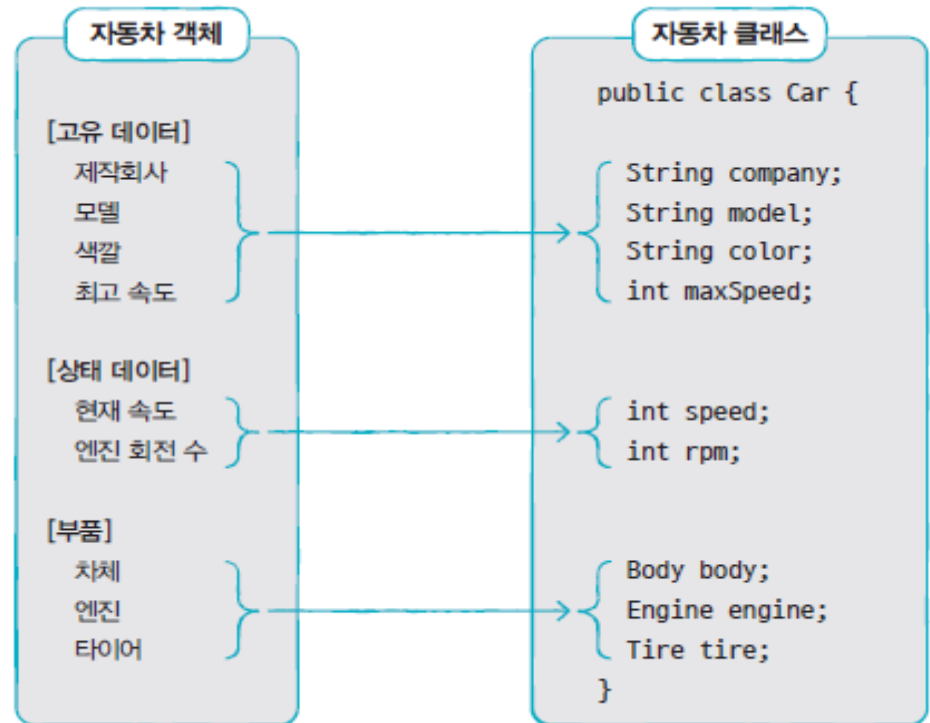 자동차 객체
[고유 데이터]
제작회사
모델
색깔
최고 속도
[상태 데이터]
현재 속도
엔진 회전 수
[부품]
차체
엔진
타이어
자동차 클래스
public class Car {
String company;
String model;
String color;
int maxSpeed;
int speed;
int rpm;
Body body;
Engine engine;
Tire tire;
}